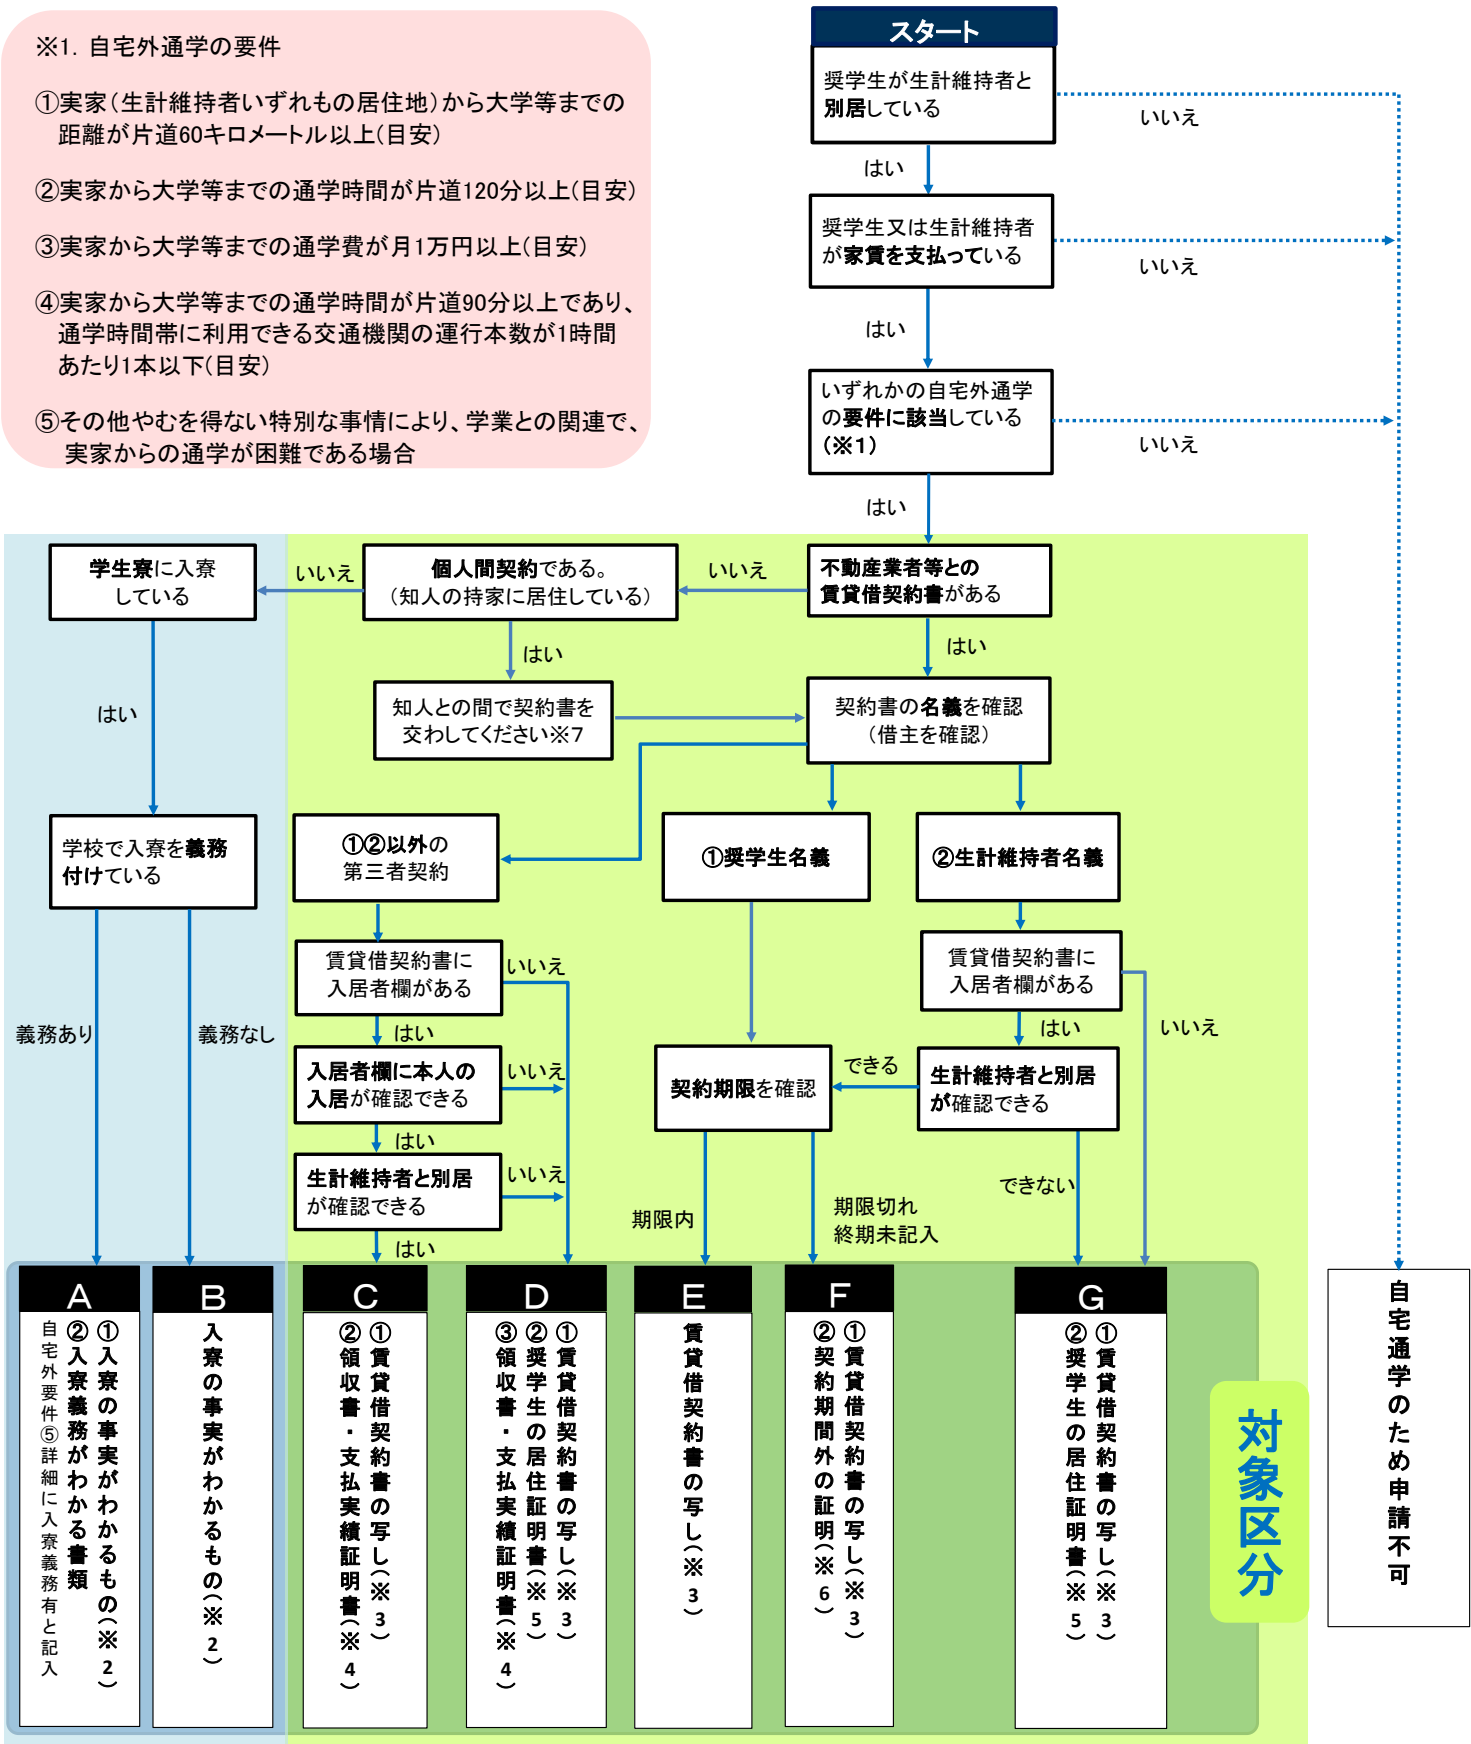 ※1．自宅外通学の要件
①実家（生計維持者いずれもの居住地）から大学等までの
距離が片道60キロメートル以上(目安)
②実家から大学等までの通学時間が片道120分以上(目安)
③実家から大学等までの通学費が月1万円以上(目安)
④実家から大学等までの通学時間が片道90分以上であり、
通学時間帯に利用できる交通機関の運行本数が1時間
あたり1本以下(目安)
⑤その他やむを得ない特別な事情により、学業との関連で、
実家からの通学が困難である場合
スタート
奨学生が生計維持者と
別居している
いいえ
はい
奨学生又は生計維持者
が家賃を支払っている
いいえ
はい
いずれかの自宅外通学
の要件に該当している
（※1）
いいえ
はい
不動産業者等との
賃貸借契約書がある
いいえ
個人間契約である。
（知人の持家に居住している）
いいえ
学生寮に入寮
している
はい
はい
はい
知人との間で契約書を
交わしてください※7
契約書の名義を確認
（借主を確認）
学校で入寮を義務
付けている
①②以外の
第三者契約
①奨学生名義
②生計維持者名義
賃貸借契約書に
入居者欄がある
いいえ
はい
賃貸借契約書に
入居者欄がある
はい
いいえ
義務あり
義務なし
入居者欄に本人の
入居が確認できる
いいえ
はい
契約期限を確認
できる
生計維持者と別居
が確認できる
生計維持者と別居
が確認できる
いいえ
はい
できない
期限内
期限切れ
終期未記入
A
①入寮の事実がわかるもの（※2）
②入寮義務がわかる書類
自宅外要件⑤詳細に入寮義務有と記入
B
入寮の事実がわかるもの（※2）
C
①賃貸借契約書の写し（※3）
②領収書・支払実績証明書（※4）
D
①賃貸借契約書の写し（※3）
②奨学生の居住証明書（※5）
③領収書・支払実績証明書（※4）
E
賃貸借契約書の写し（※3）
F
①賃貸借契約書の写し（※3）
②契約期間外の証明（※6）
G
①賃貸借契約書の写し（※3）
②奨学生の居住証明書（※5）
対象区分
自宅通学のため申請不可